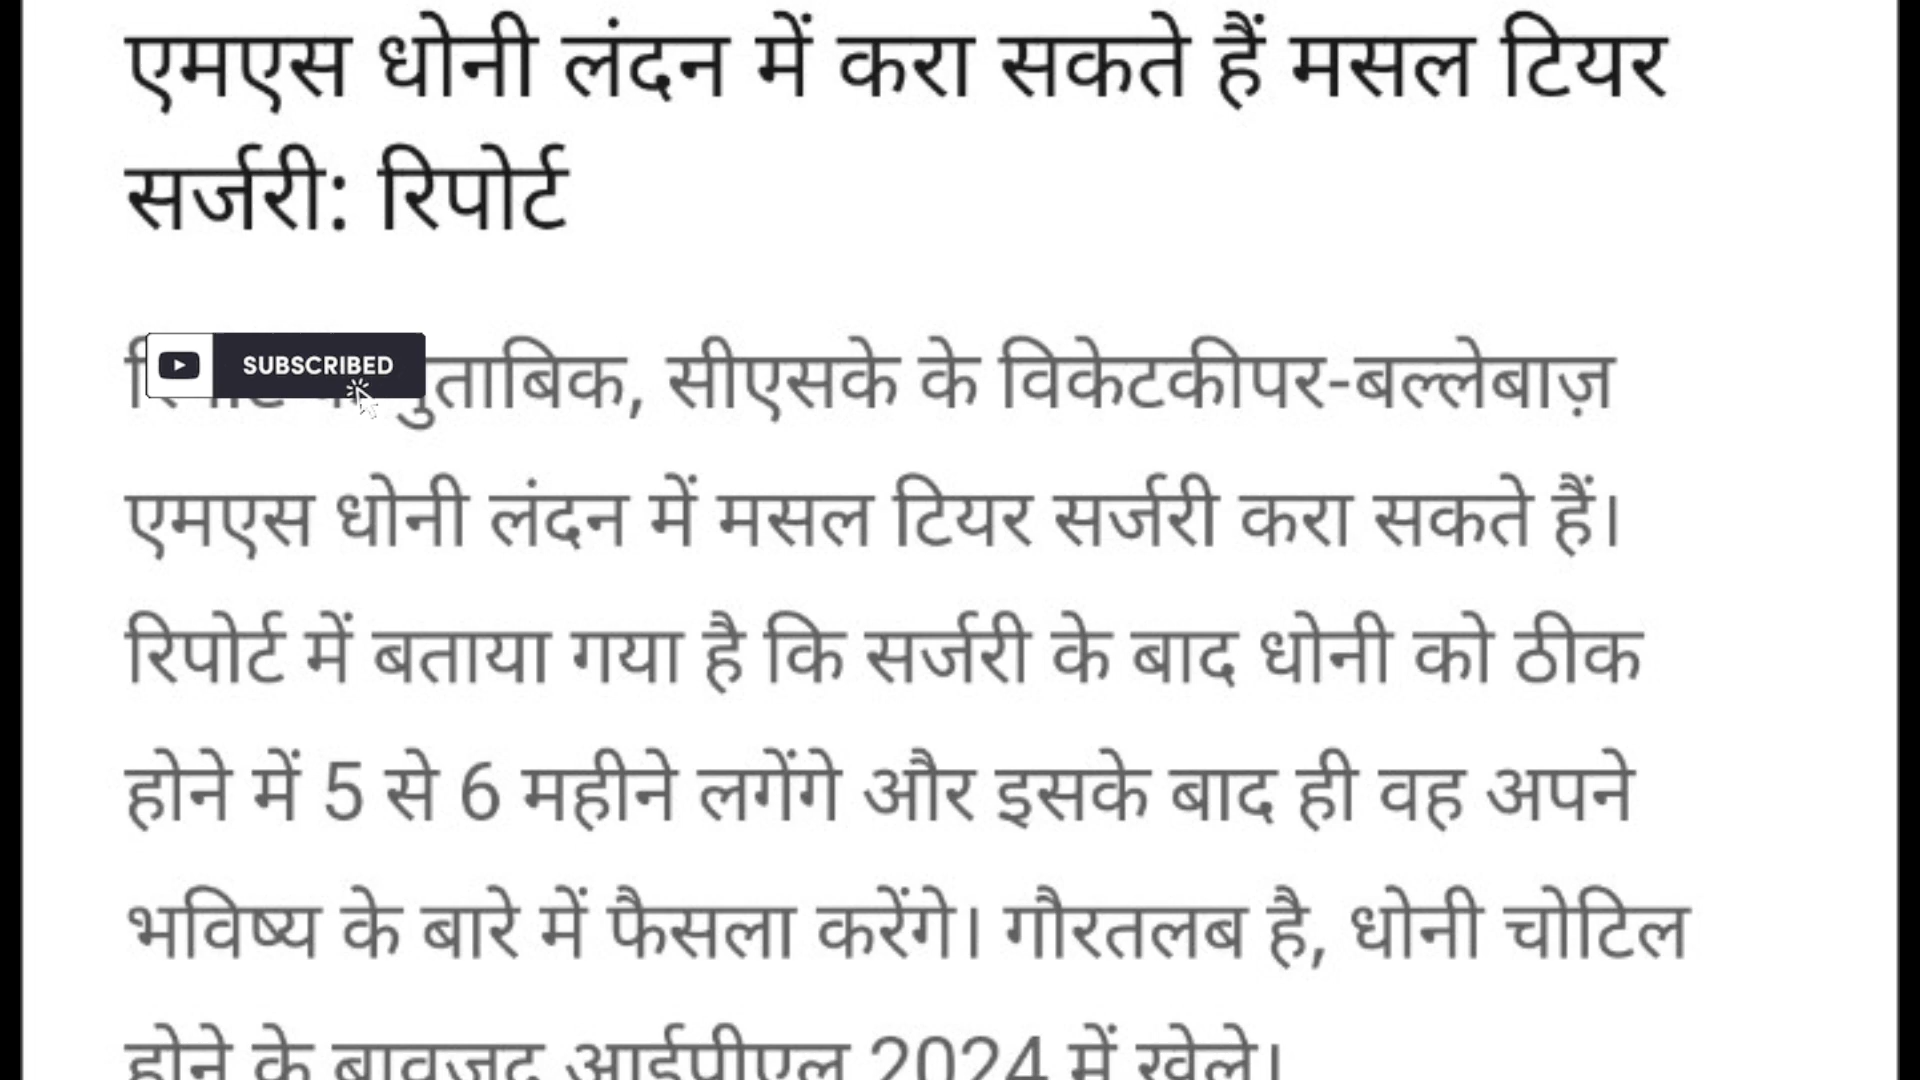 एमएस धोनी लंदन में करा सकते हैं मसल टियर
सर्जरी: रिपोर्ट
SUBSCRIBED
सीएसके के विकेटकीपर-बल्लेबाज़
एमएस धोनी लंदन में मसल टियर सर्जरी करा सकते हैं।
रिपोर्ट में बताया गया है कि सर्जरी के बाद धोनी को ठीक
होने में 5 से 6 महीने लगेंगे और इसके बाद ही वह अपने
भविष्य के बारे में फैसला करेंगे। गौरतलब है, धोनी चोटिल
होने के बावजूद आईपीएल 2024 में खेले।